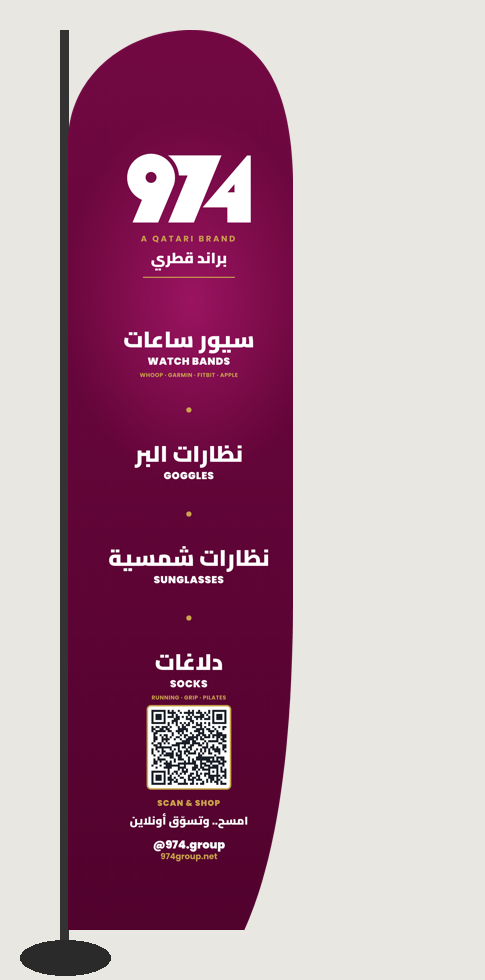 974
A QATARI BRAND
براند قطري
سيور ساعات
WATCH BANDS
WHOOP · GARMIN · FITBIT · APPLE
نظارات البر
GOGGLES
نظارات شمسية
SUNGLASSES
دلاغات
SOCKS
RUNNING · GRIP · PILATES
SCAN & SHOP
امسح.. وتسوّق أونلاين
@974.group
974group.net